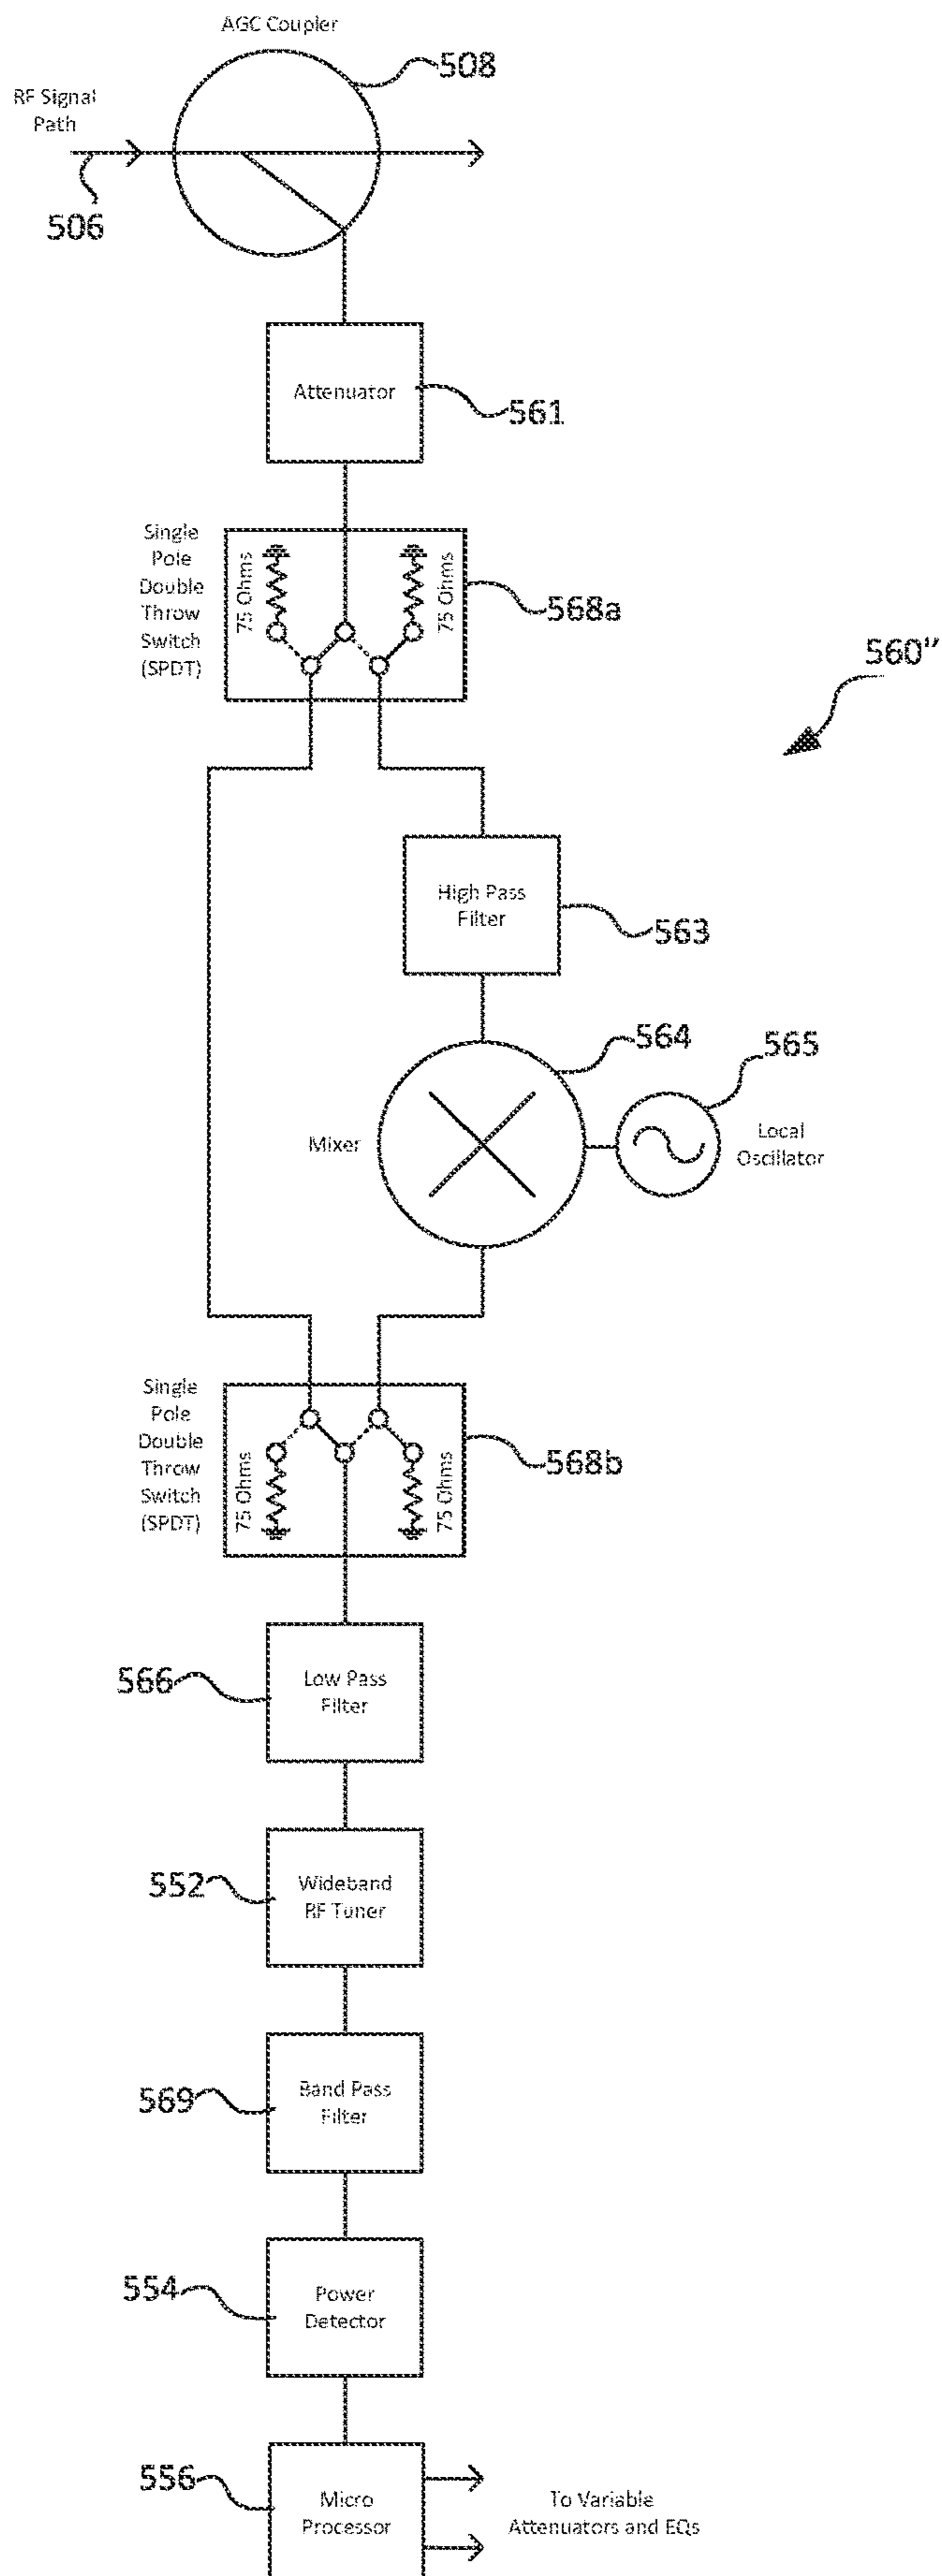 AGC Coupler
508
RF Signal
Path
506
Attenuator
561
Single
Pole
Double
Throw
Switch
(SPDT)
75 Ohms
75 Ohms
568a
560"
High Pass
Filter
563
564
565
Mixer
Local
Oscillator
Single
Pole
Double
Throw
Switch
(SPDT)
75 Ohms
75 Ohms
568b
566
Low Pass
Filter
552
Wideband
RF Tuner
569
Band Pass
Filter
554
Power
Detector
556
Micro
Processor
To Variable
Attenuators and EQs